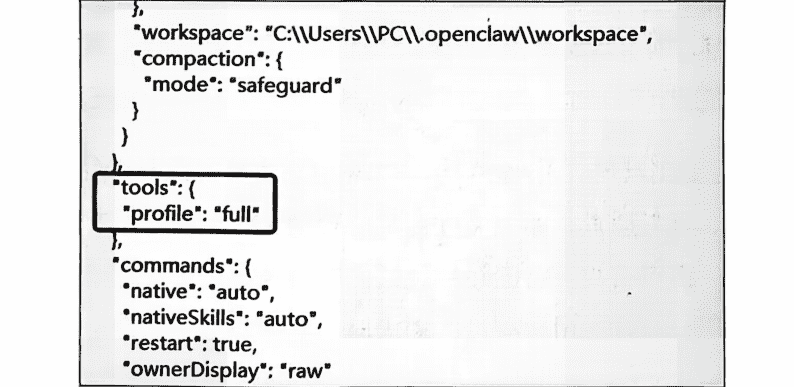 },
"workspace": "C:\\Users\\PC\\.openclaw\\workspace",
"compaction": {
"mode": "safeguard"
}
}
},
"tools": {
"profile": "full"
},
"commands": {
"native": "auto",
"nativeSkills": "auto",
"restart": true,
"ownerDisplay": "raw"